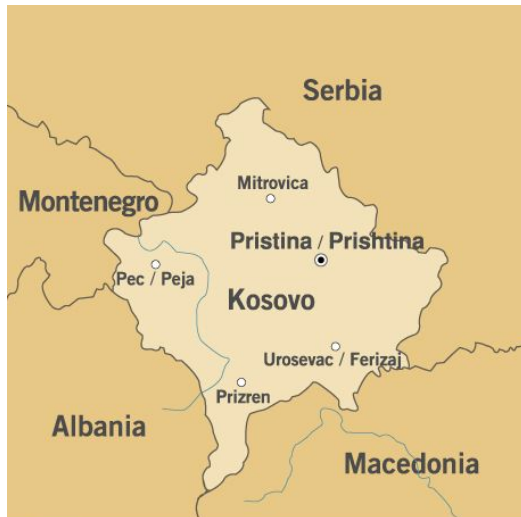 Serbia
Mitrovica
Montenegro
Pristina / Prishtina
Pec / Peja
Kosovo
Urosevac / Ferizaj
Prizren
Albania
Macedonia